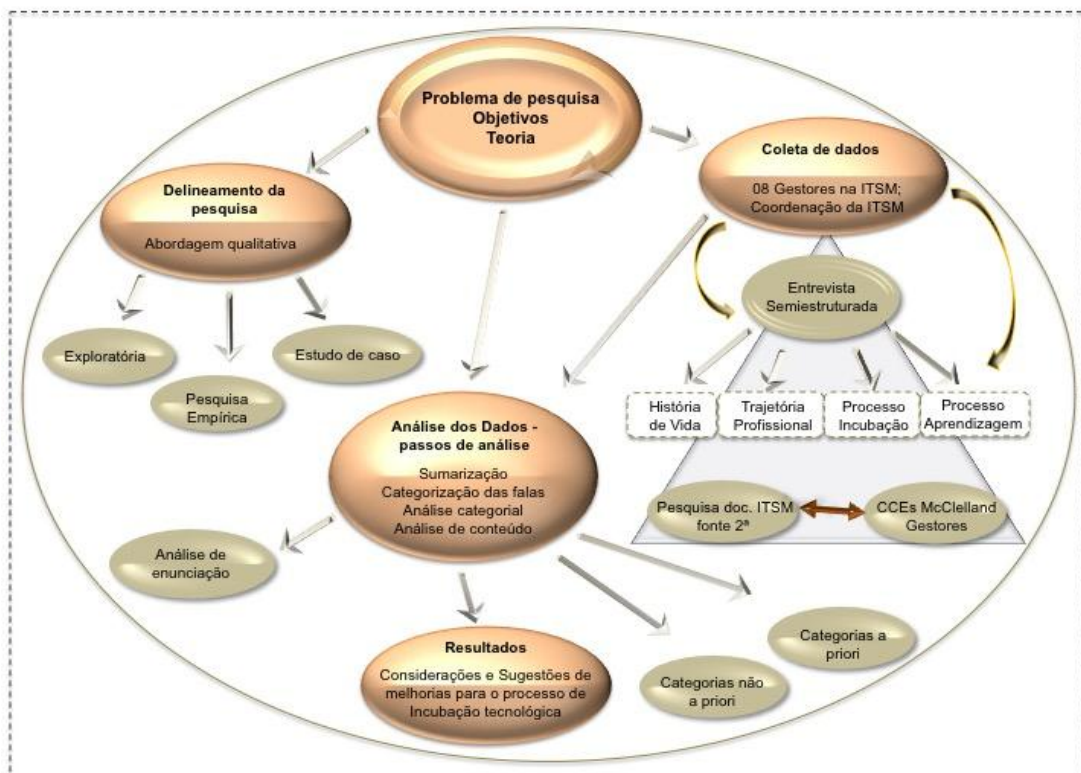 Problema de pesquisa
Objetivos
Teoria
Delineamento da
pesquisa
Abordagem qualitativa
Coleta de dados
08 Gestores na ITSM;
Coordenação da ITSM
Exploratória
Pesquisa
Empírica
Estudo de caso
Entrevista
Semiestruturada
História
de Vida
Trajetória
Profissional
Processo
Incubação
Processo
Aprendizagem
Pesquisa doc. ITSM
fonte 2ª
CCEs McClelland
Gestores
Análise dos Dados -
passos de análise
Sumarização
Categorização das falas
Análise categorial
Análise de conteúdo
Análise de
enunciação
Resultados
Considerações e Sugestões de
melhorias para o processo de
Incubação tecnológica
Categorias não
a priori
Categorias a
priori